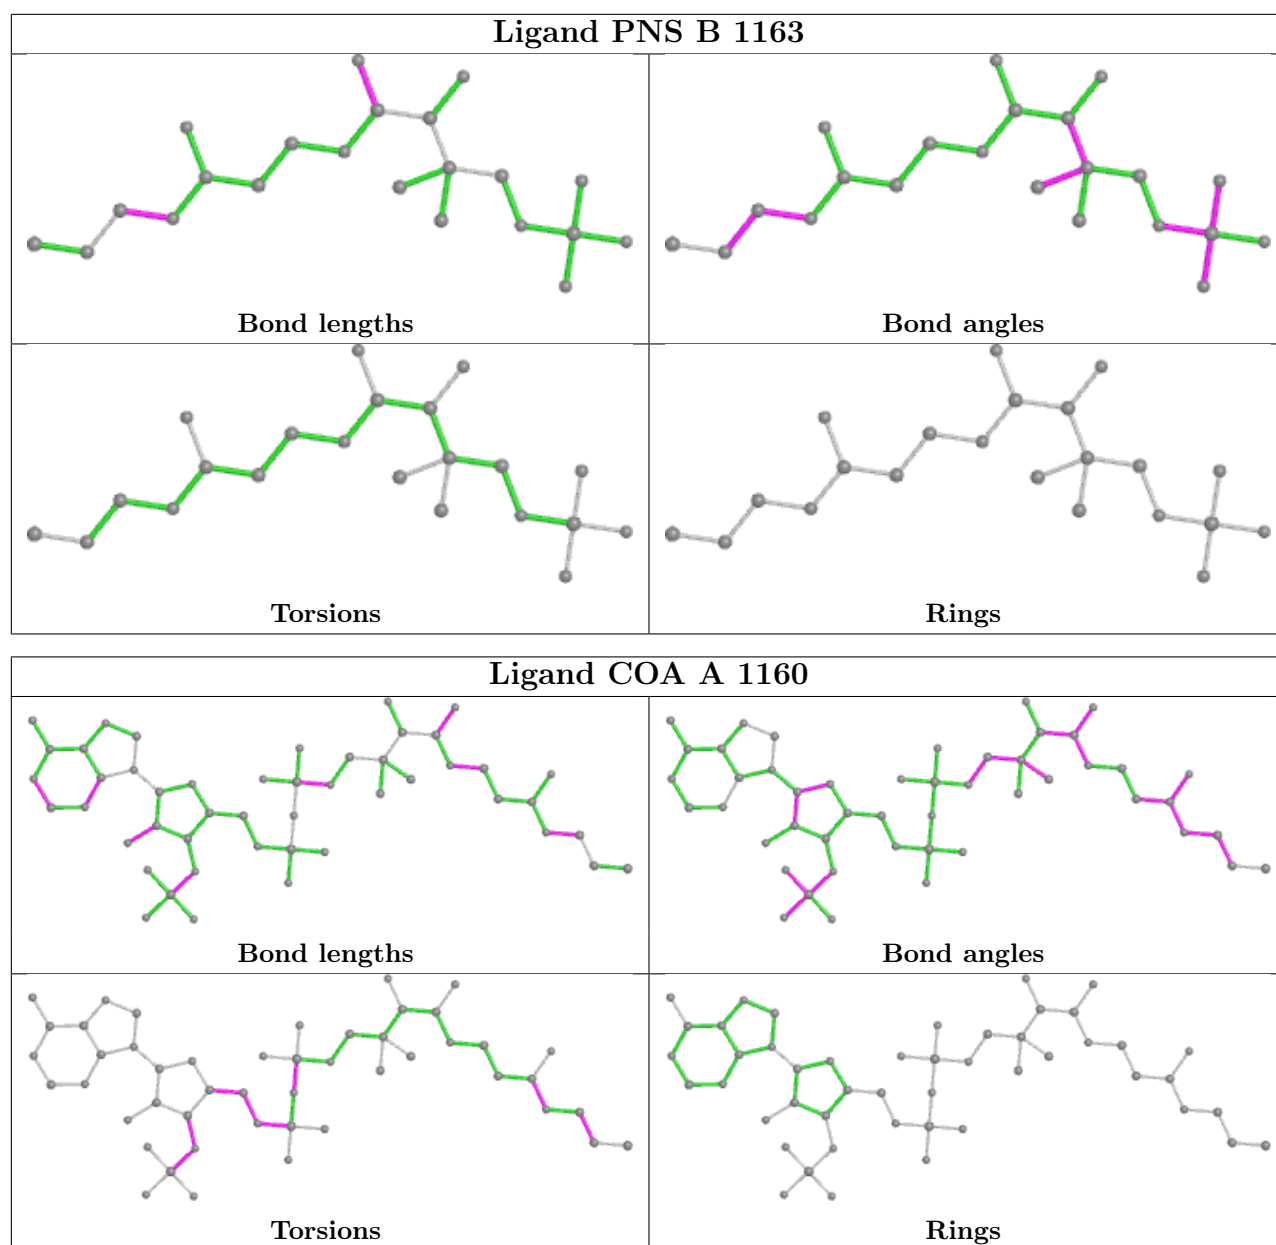 Ligand PNS B 1163
Bond lengths
Bond angles
Torsions
Rings
Ligand COA A 1160
Bond lengths
Bond angles
Torsions
Rings